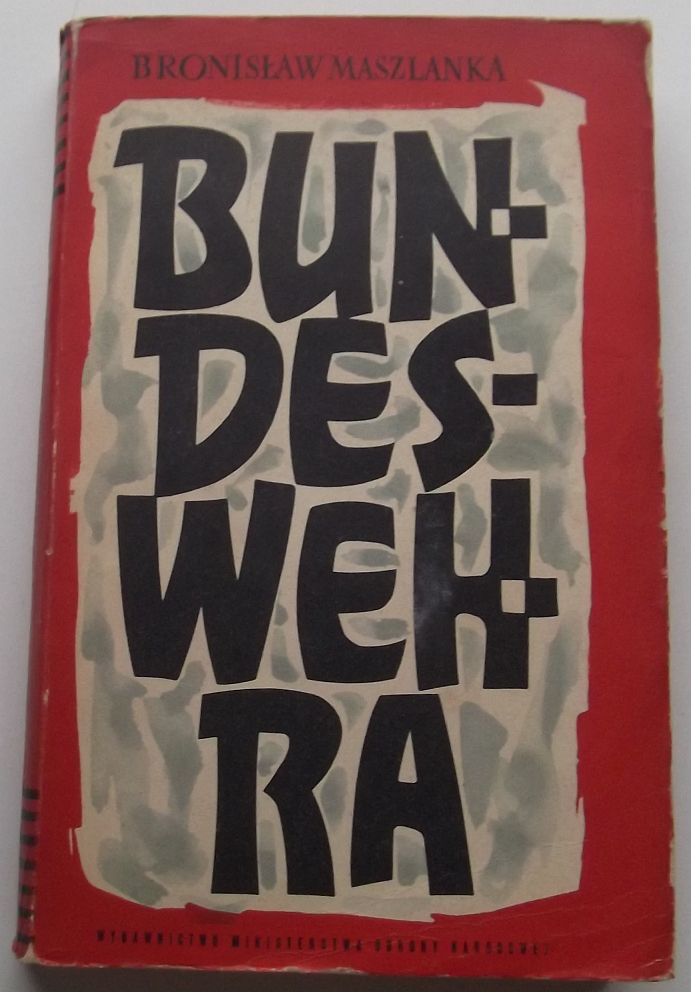 BRONISŁAW MASZLANKA
BUN-
DES-
WEH-
RA
WYDAWNICTWO MINISTERSTWA OBRONY NARODOWEJ